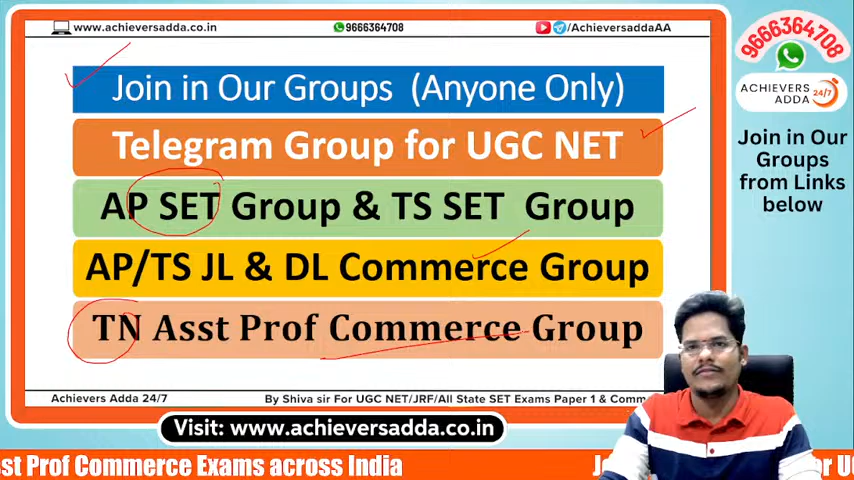 www.achieversadda.co.in
9666364708
/AchieversaddaAA
Join in Our Groups (Anyone Only)
Telegram Group for UGC NET
AP SET Group & TS SET Group
AP/TS JL & DL Commerce Group
TN Asst Prof Commerce Group
Achievers Adda 24/7
By Shiva sir For UGC NET/JRF/All State SET Exams Paper 1 & Comm
9666364708
ACHIEVERS
ADDA 24/7
Join in Our
Groups
from Links
below
Visit: www.achieversadda.co.in
Prof Commerce Exams across India